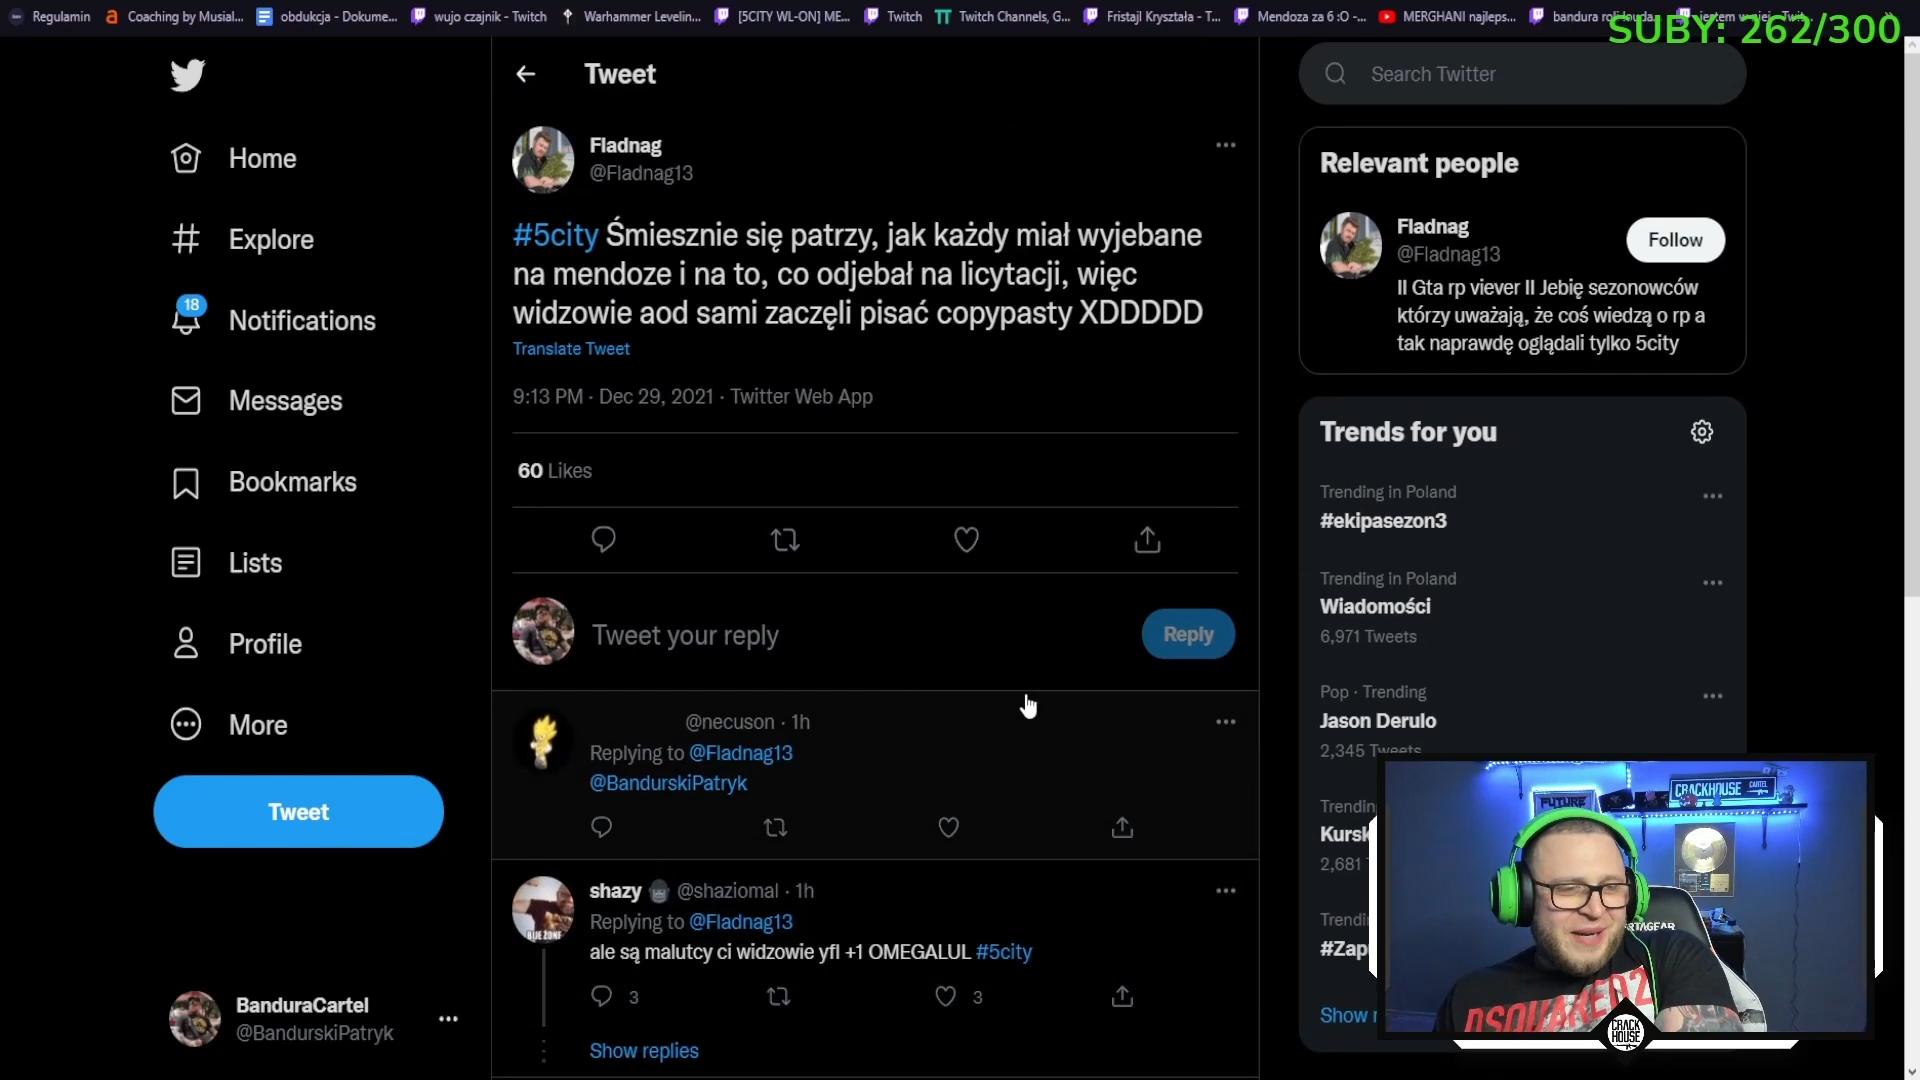 Regulamin
Coaching by Musial...
obdukcja - Dokume...
wujo czajnik - Twitch
Warhammer Levelin...
[5CITY WL-ON] ME...
Twitch
Twitch Channels, G...
Fristajl Kryształa - T...
Mendoza za 6 :O -...
MERGHANI najleps...
SUBY: 262/300
Tweet
Search Twitter
Home
Explore
18
Notifications
Messages
Bookmarks
Lists
Profile
More
Tweet
BanduraCartel
@BandurskiPatryk
Fladnag
@Fladnag13
#5city Śmiesznie się patrzy, jak każdy miał wyjebane
na mendoze i na to, co odjebał na licytacji, więc
widzowie aod sami zaczęli pisać copypasty XDDDDD
Translate Tweet
9:13 PM · Dec 29, 2021 · Twitter Web App
60 Likes
Tweet your reply
Reply
@necuson · 1h
Replying to @Fladnag13
@BandurskiPatryk
shazy @shaziomal · 1h
Replying to @Fladnag13
ale są malutcy ci widzowie yfl +1 OMEGALUL #5city
3
3
Show replies
BIJE ŻONE
Relevant people
Fladnag
@Fladnag13
Follow
II Gta rp viever II Jebię sezonowców
którzy uważają, że coś wiedzą o rp a
tak naprawdę oglądali tylko 5city
Trends for you
Trending in Poland
#ekipasezon3
Trending in Poland
Wiadomości
6,971 Tweets
Pop · Trending
Jason Derulo
2,345 Tweets
Trendin
Kursk
2,681
Trendi
#Zap
Show
FUTURE
CRACKHOUSE
CARTEL
DSQUARED2
CRACK
HOUSE